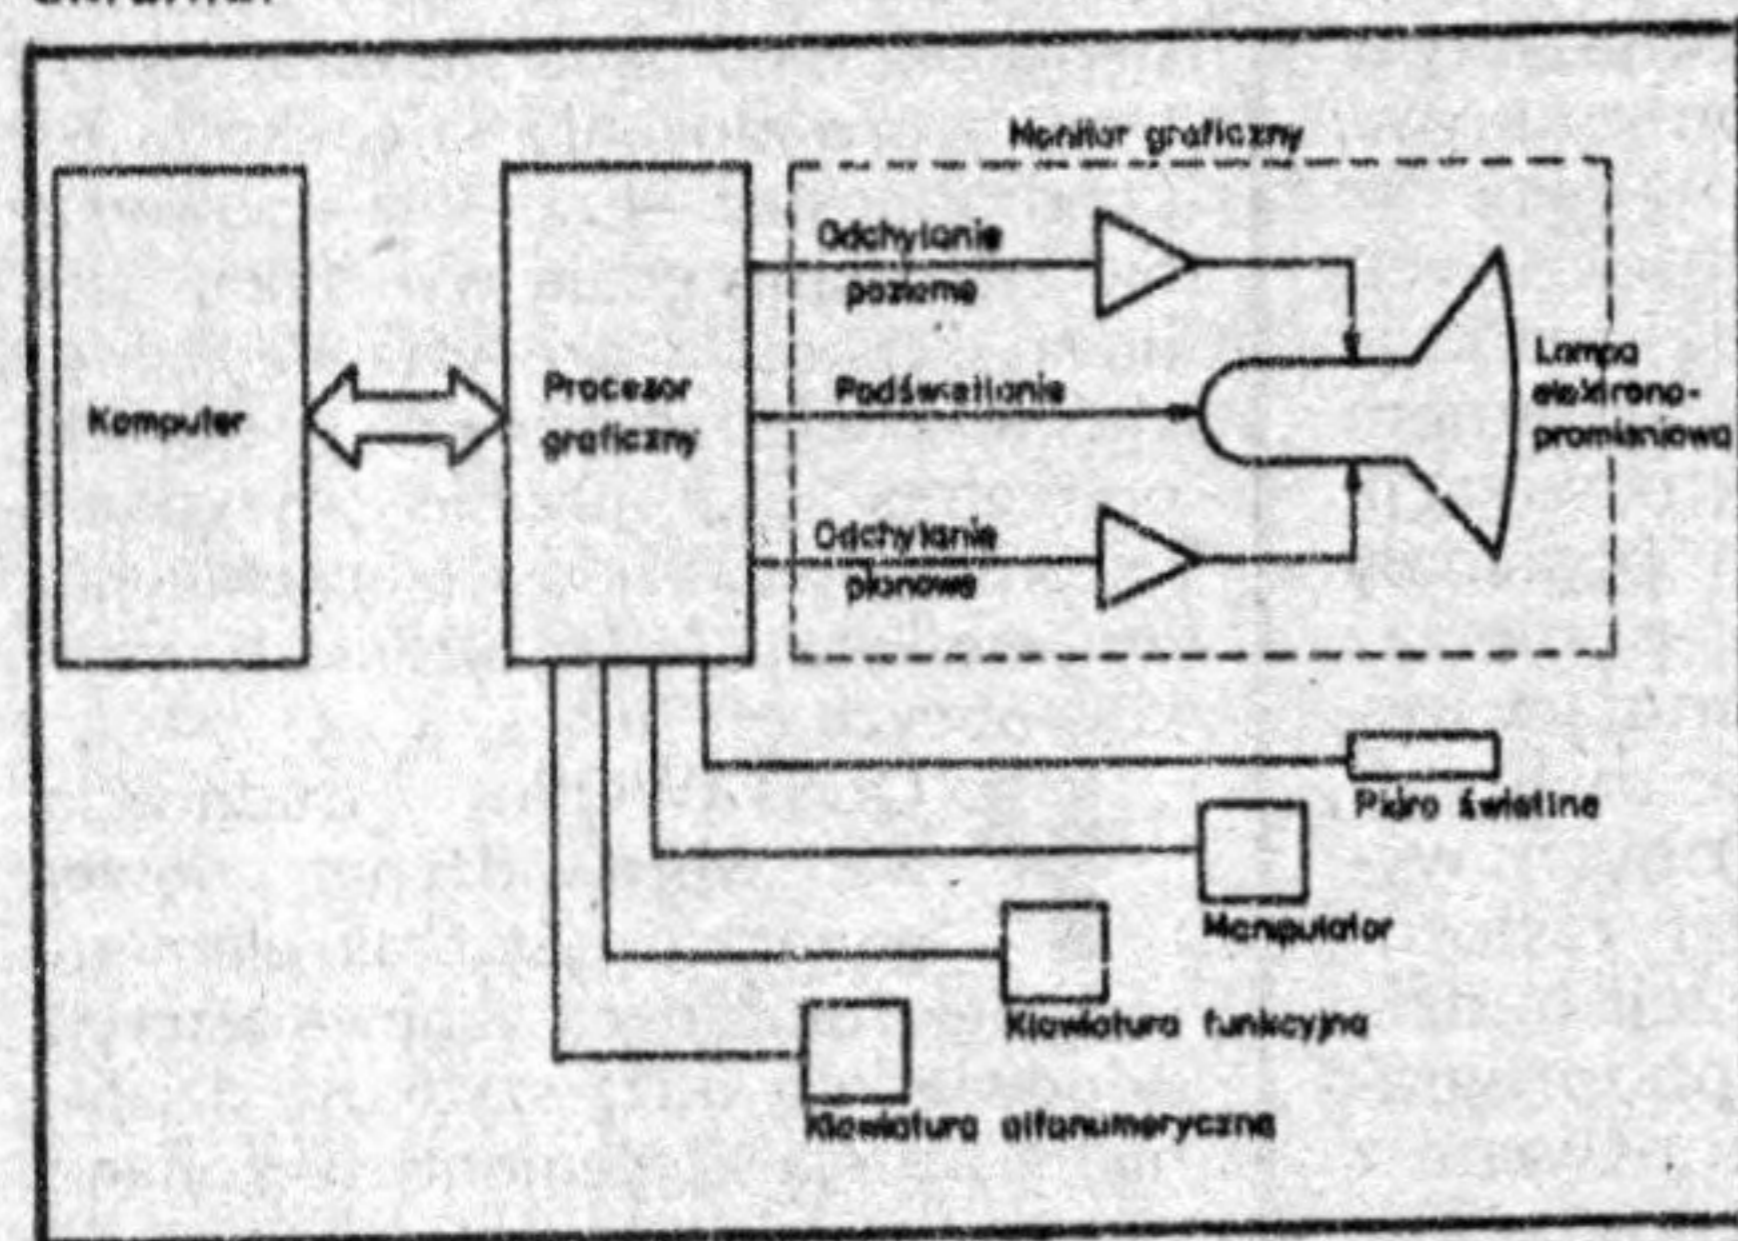 Monitor graficzny
Komputer
Procesor
graficzny
Odchylanie
poziome
Podświetlanie
Odchylanie
pionowe
Lampa
elektrono-
promieniowa
Pióro świetlne
Manipulator
Klawiatura funkcyjna
Klawiatura alfanumeryczna